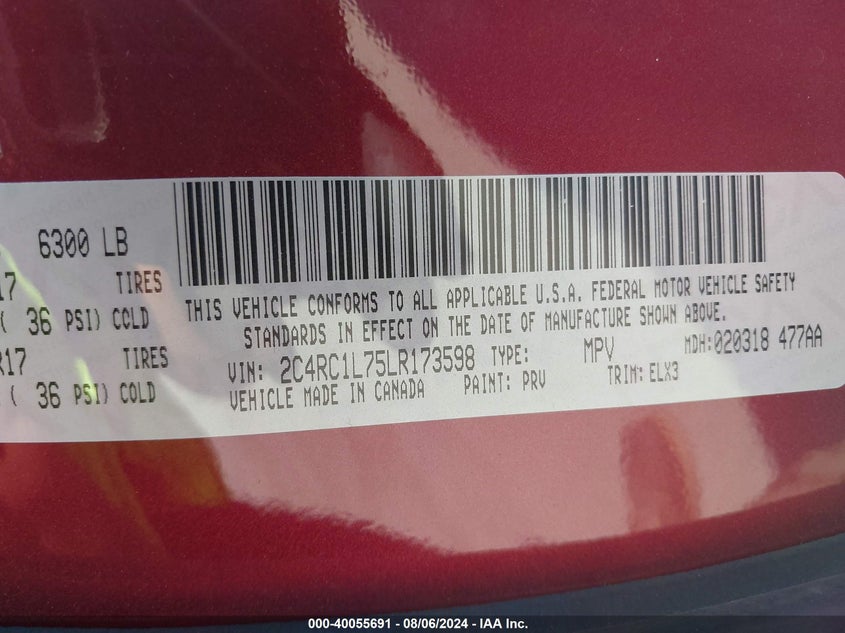 6300 LB
17 TIRES
( 36 PSI) COLD
R17 TIRES
( 36 PSI) COLD
THIS VEHICLE CONFORMS TO ALL APPLICABLE U.S.A. FEDERAL MOTOR VEHICLE SAFETY
STANDARDS IN EFFECT ON THE DATE OF MANUFACTURE SHOWN ABOVE.
VIN: 2C4RC1L75LR173598 TYPE: MPV MDH:020318 477AA
VEHICLE MADE IN CANADA PAINT: PRV TRIM: ELX3
000-40055691 - 08/06/2024 - IAA Inc.